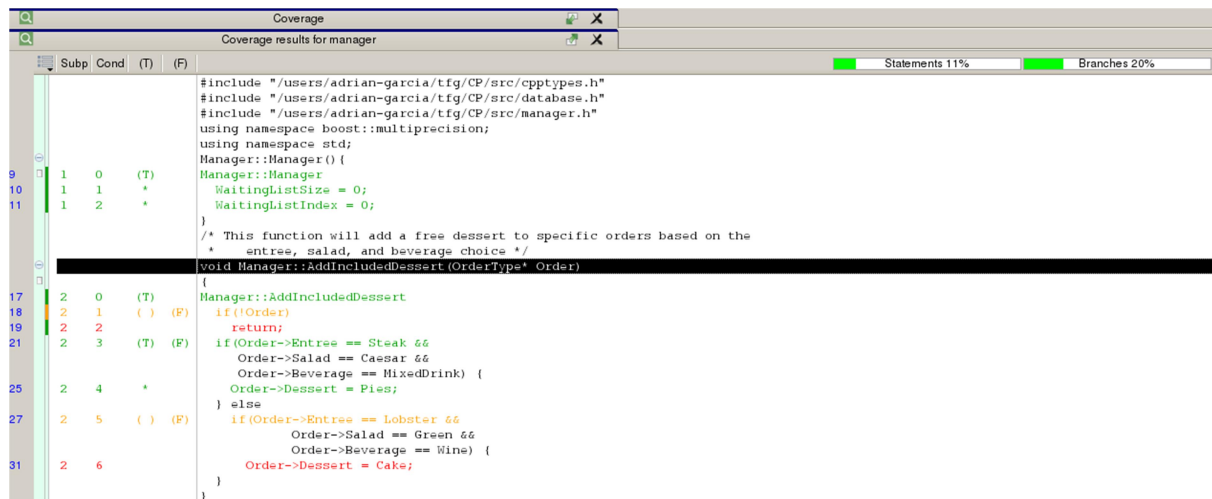 Coverage
Coverage results for manager
Subp Cond (T) (F) Statements 11% Branches 20%
#include "/users/adrian-garcia/tfg/CP/src/cpptypes.h"
#include "/users/adrian-garcia/tfg/CP/src/database.h"
#include "/users/adrian-garcia/tfg/CP/src/manager.h"
using namespace boost::multiprecision;
using namespace std;
Manager::Manager(){
9 1 0 (T) Manager::Manager
10 1 1 * WaitingListSize = 0;
11 1 2 * WaitingListIndex = 0;
}
/* This function will add a free dessert to specific orders based on the
* entree, salad, and beverage choice */
void Manager::AddIncludedDessert(OrderType* Order)
{
17 2 0 (T) Manager::AddIncludedDessert
18 2 1 ( ) (F) if(!Order)
19 2 2 return;
21 2 3 (T) (F) if(Order->Entree == Steak &&
Order->Salad == Caesar &&
Order->Beverage == MixedDrink) {
25 2 4 * Order->Dessert = Pies;
} else
27 2 5 ( ) (F) if(Order->Entree == Lobster &&
Order->Salad == Green &&
Order->Beverage == Wine) {
31 2 6 Order->Dessert = Cake;
}
}